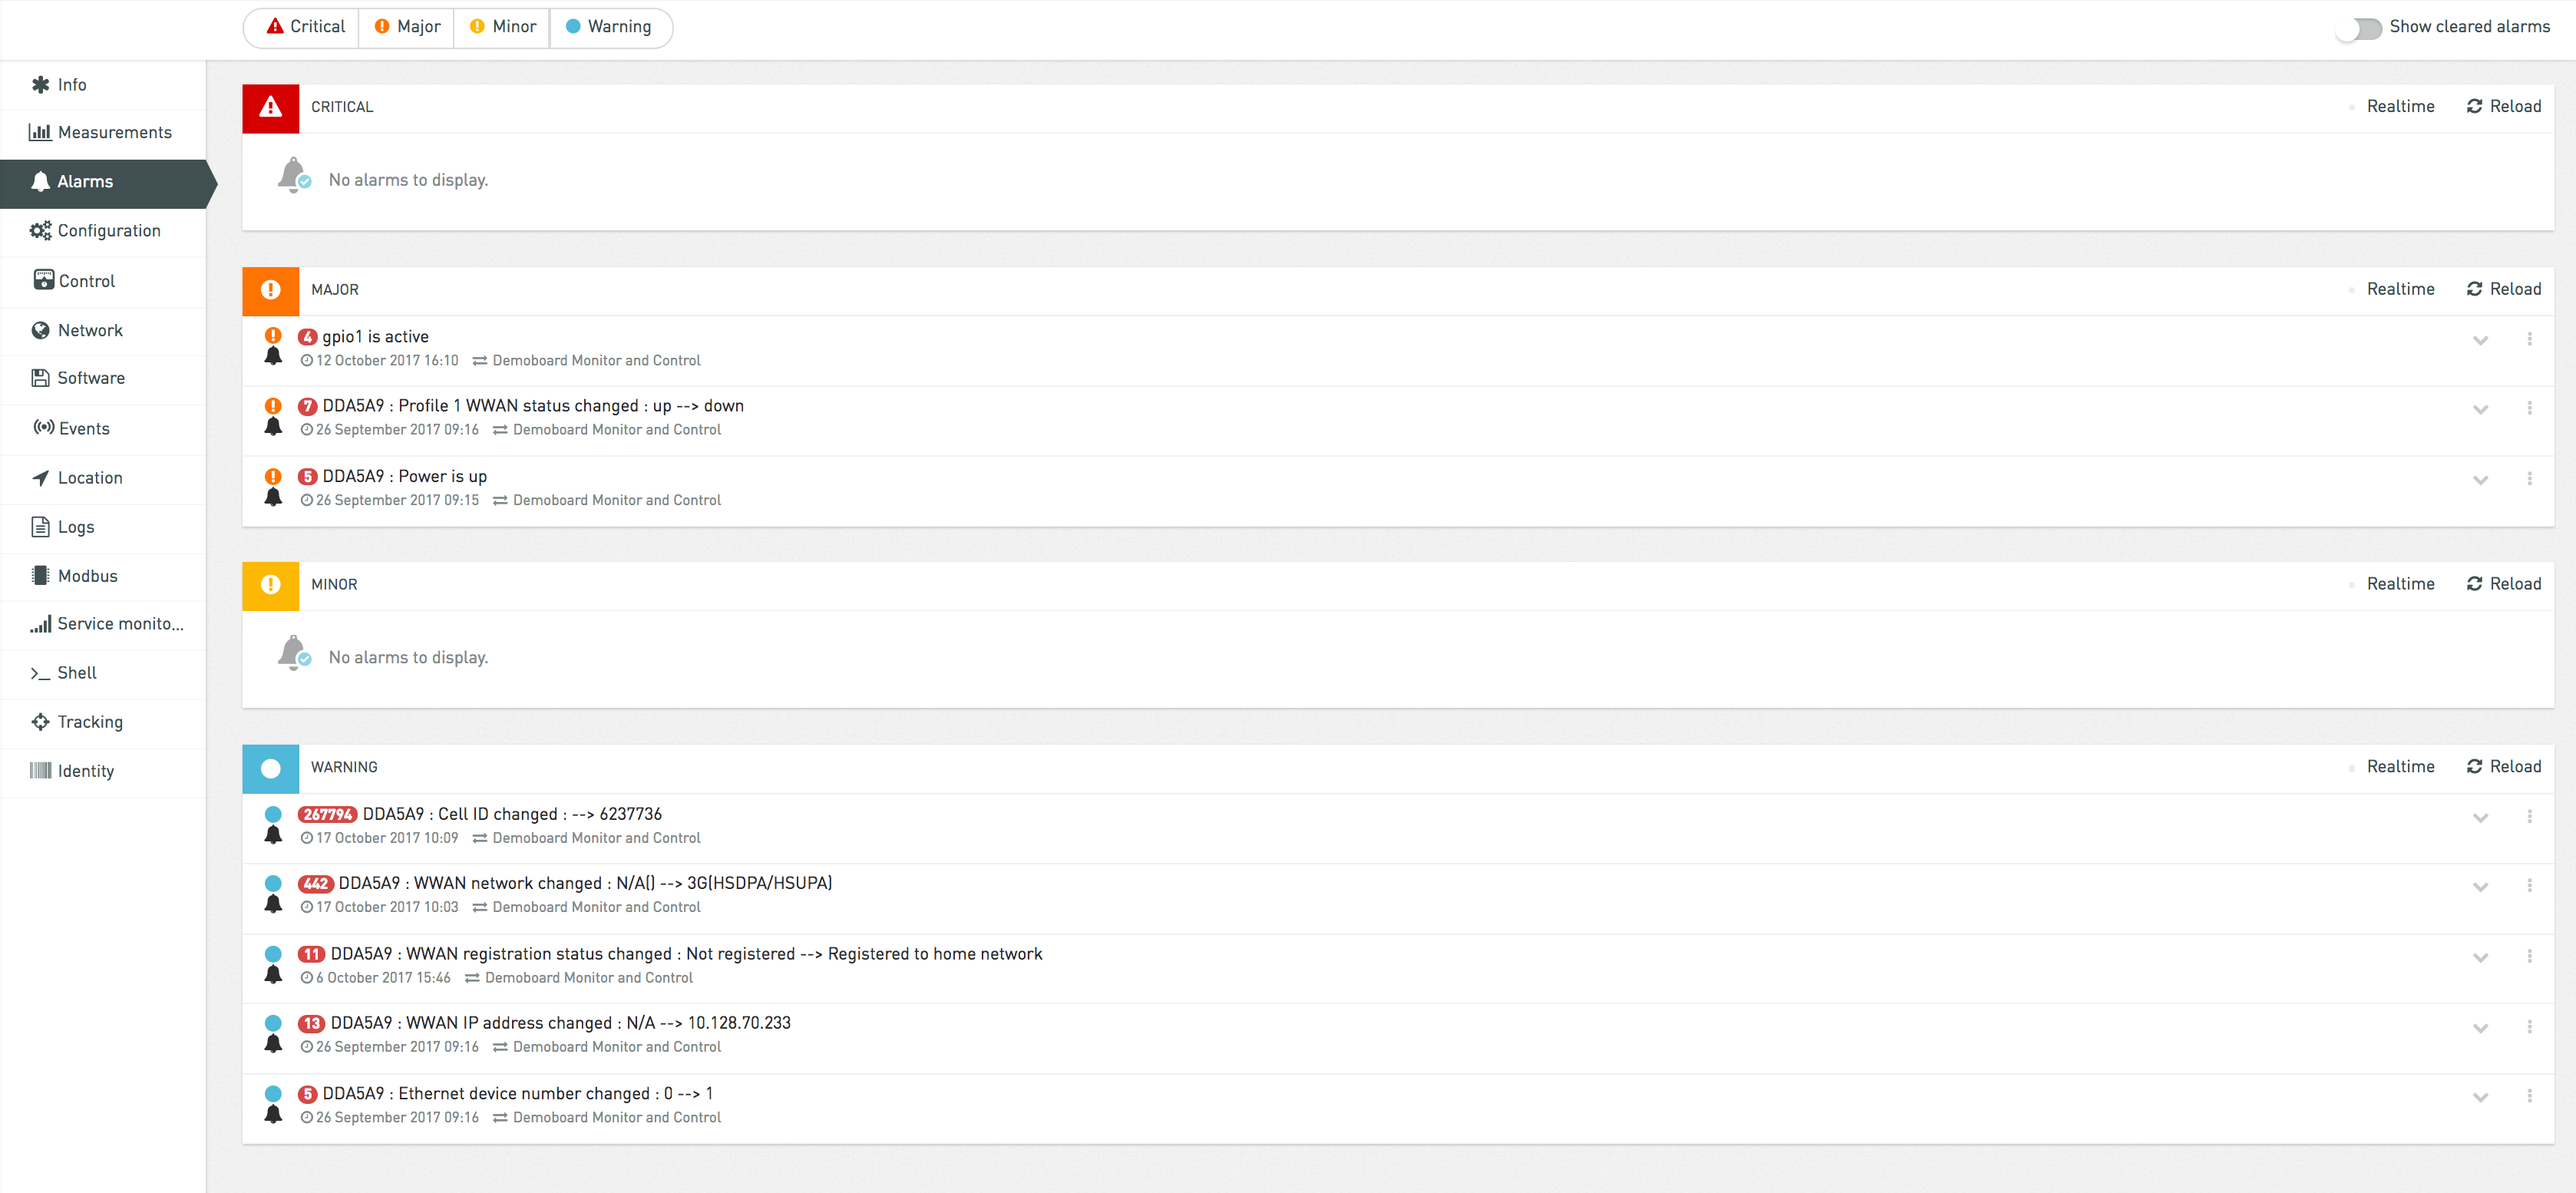 Critical Major Minor Warning Show cleared alarms
Info
Measurements
Alarms
Configuration
Control
Network
Software
Events
Location
Logs
Modbus
Service monito...
Shell
Tracking
Identity
CRITICAL Realtime Reload
No alarms to display.
MAJOR Realtime Reload
4 gpio1 is active
12 October 2017 16:10 Demoboard Monitor and Control
7 DDA5A9 : Profile 1 WWAN status changed : up --> down
26 September 2017 09:16 Demoboard Monitor and Control
5 DDA5A9 : Power is up
26 September 2017 09:15 Demoboard Monitor and Control
MINOR Realtime Reload
No alarms to display.
WARNING Realtime Reload
267794 DDA5A9 : Cell ID changed : --> 6237736
17 October 2017 10:09 Demoboard Monitor and Control
442 DDA5A9 : WWAN network changed : N/A() --> 3G(HSDPA/HSUPA)
17 October 2017 10:03 Demoboard Monitor and Control
11 DDA5A9 : WWAN registration status changed : Not registered --> Registered to home network
6 October 2017 15:46 Demoboard Monitor and Control
13 DDA5A9 : WWAN IP address changed : N/A --> 10.128.70.233
26 September 2017 09:16 Demoboard Monitor and Control
5 DDA5A9 : Ethernet device number changed : 0 --> 1
26 September 2017 09:16 Demoboard Monitor and Control